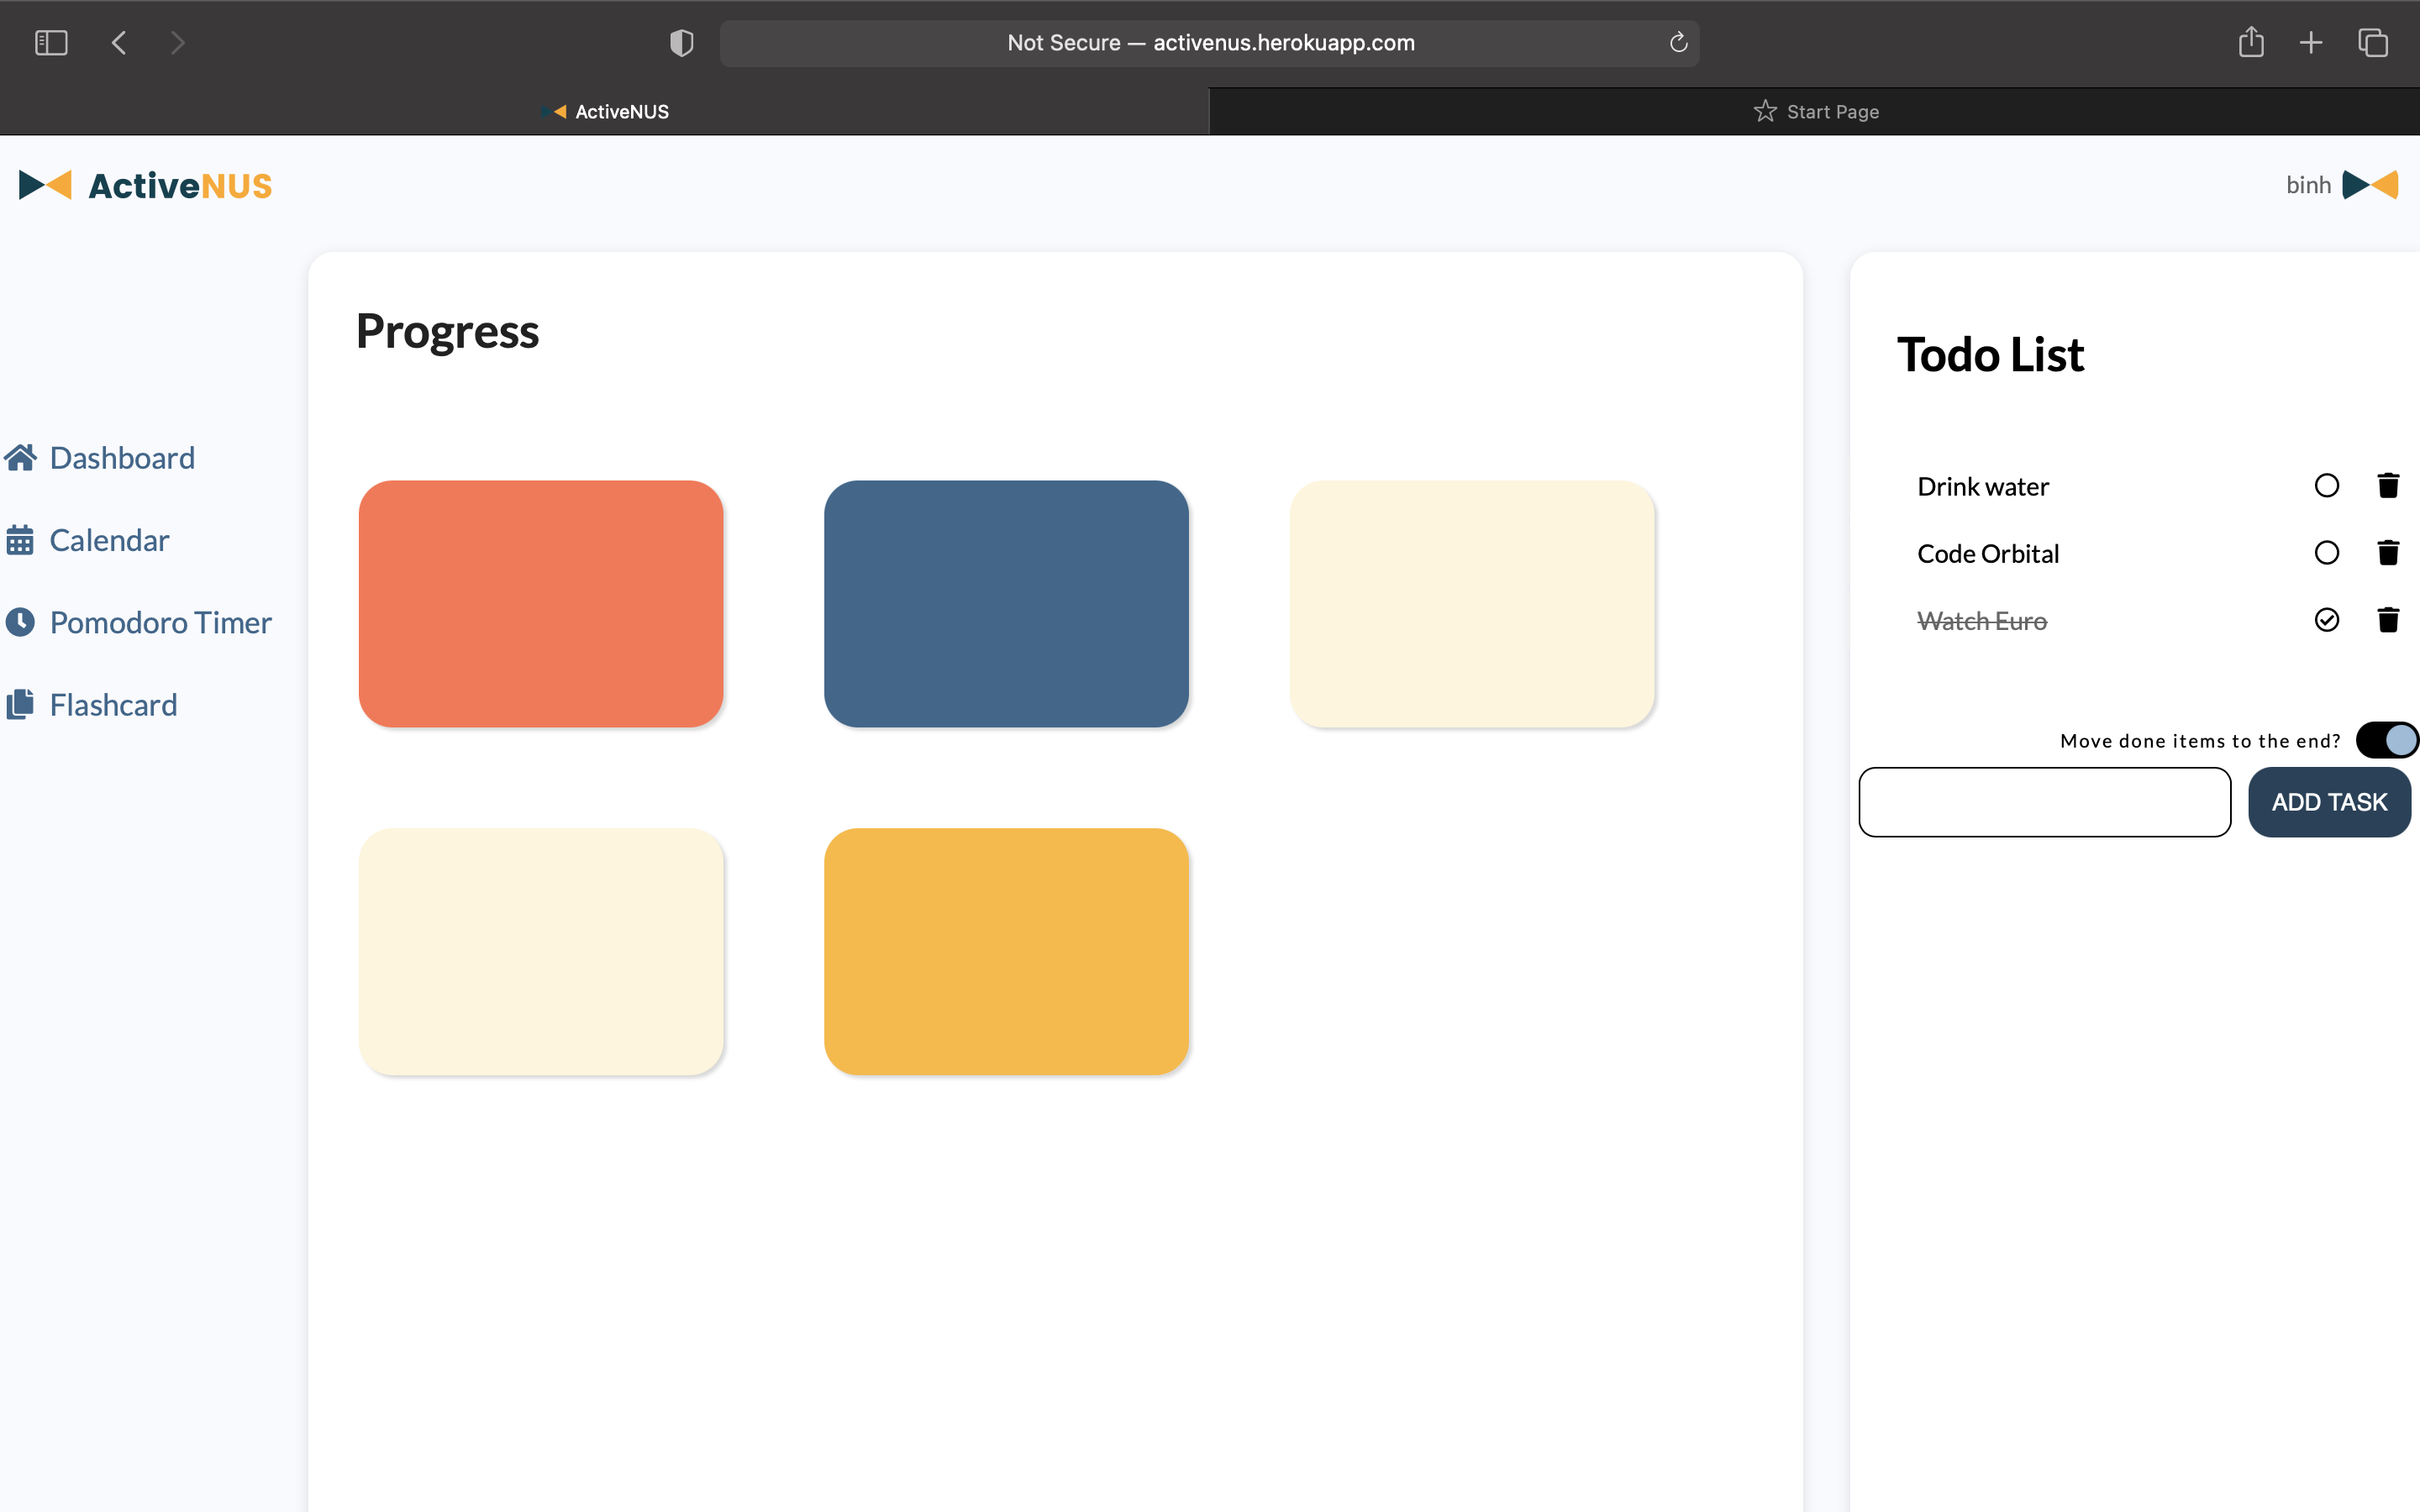 Not Secure — activenus.herokuapp.com
ActiveNUS
Start Page
ActiveNUS
binh
Dashboard
Calendar
Pomodoro Timer
Flashcard
Progress
Todo List
Drink water
Code Orbital
Watch Euro
Move done items to the end?
ADD TASK